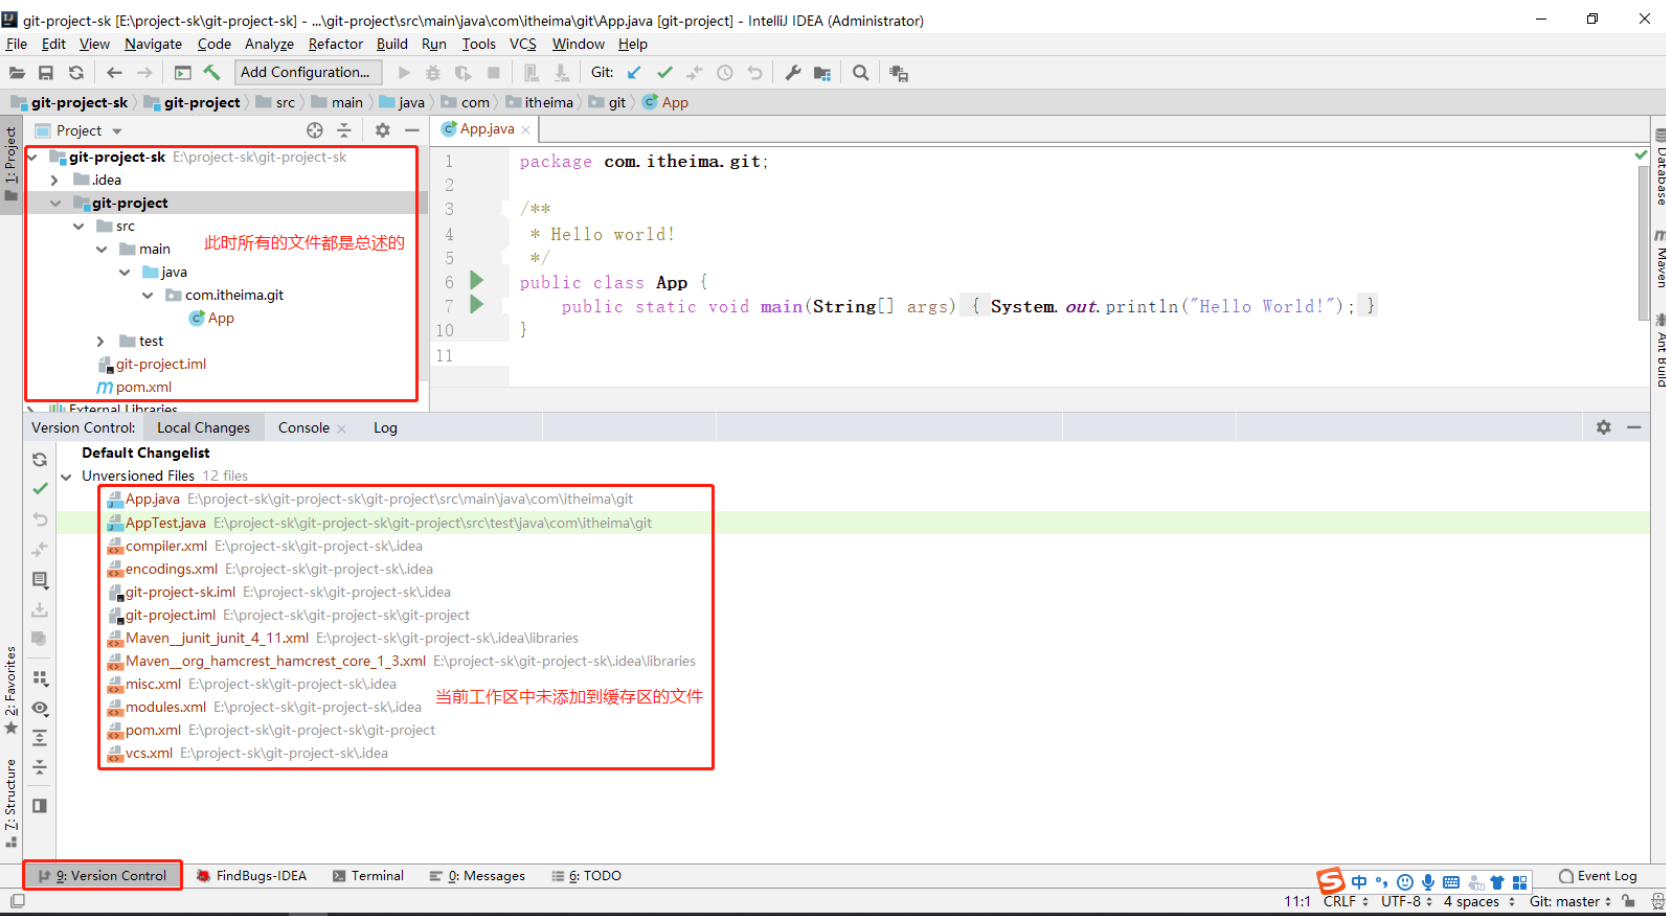 git-project-sk [E:\project-sk\git-project-sk] - ...\git-project\src\main\java\com\itheima\git\App.java [git-project] - IntelliJ IDEA (Administrator)
File Edit View Navigate Code Analyze Refactor Build Run Tools VCS Window Help
Add Configuration... Git:
git-project-sk git-project src main java com itheima git App
1: Project
Project
App.java
git-project-sk E:\project-sk\git-project-sk
.idea
git-project
src
main
此时所有的文件都是总述的
java
com.itheima.git
App
test
git-project.iml
pom.xml
External Libraries
1 package com.itheima.git;
2
3 /**
4 * Hello world!
5 */
6 public class App {
7 public static void main(String[] args) { System.out.println("Hello World!"); }
10 }
11
Database
Maven
Ant Build
Version Control: Local Changes Console Log
Default Changelist
Unversioned Files 12 files
App.java E:\project-sk\git-project-sk\git-project\src\main\java\com\itheima\git
AppTest.java E:\project-sk\git-project-sk\git-project\src\test\java\com\itheima\git
compiler.xml E:\project-sk\git-project-sk\.idea
encodings.xml E:\project-sk\git-project-sk\.idea
git-project-sk.iml E:\project-sk\git-project-sk\.idea
git-project.iml E:\project-sk\git-project-sk\git-project
Maven__junit_junit_4_11.xml E:\project-sk\git-project-sk\.idea\libraries
Maven__org_hamcrest_hamcrest_core_1_3.xml E:\project-sk\git-project-sk\.idea\libraries
misc.xml E:\project-sk\git-project-sk\.idea
当前工作区中未添加到缓存区的文件
modules.xml E:\project-sk\git-project-sk\.idea
pom.xml E:\project-sk\git-project-sk\git-project
vcs.xml E:\project-sk\git-project-sk\.idea
2: Favorites
7: Structure
9: Version Control FindBugs-IDEA Terminal 0: Messages 6: TODO
S 中 Event Log
11:1 CRLF UTF-8 4 spaces Git: master